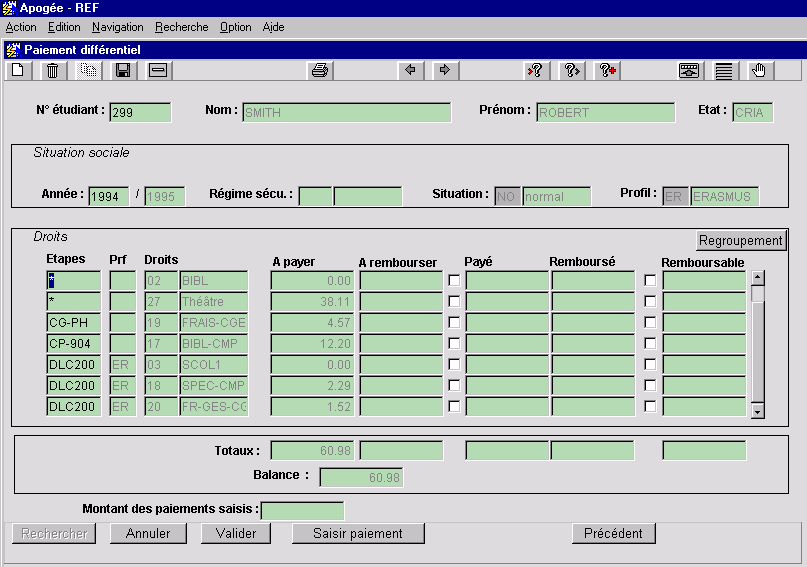 Apogée - REF
Action Edition Navigation Recherche Option Aide
Paiement différentiel
N° étudiant : 299 Nom : SMITH Prénom : ROBERT Etat : CRIA
Situation sociale
Année : 1994 / 1995 Régime sécu. : Situation : NO normal Profil : ER ERASMUS
Droits
Regroupement
Etapes Prf Droits A payer A rembourser Payé Remboursé Remboursable
* 02 BIBL 0.00
* 27 Théâtre 38.11
CG-PH 19 FRAIS-CGE 4.57
CP-904 17 BIBL-CMP 12.20
DLC200 ER 03 SCOL1 0.00
DLC200 ER 18 SPEC-CMP 2.29
DLC200 ER 20 FR-GES-CG 1.52
Totaux : 60.98
Balance : 60.98
Montant des paiements saisis :
Rechercher Annuler Valider Saisir paiement Précédent